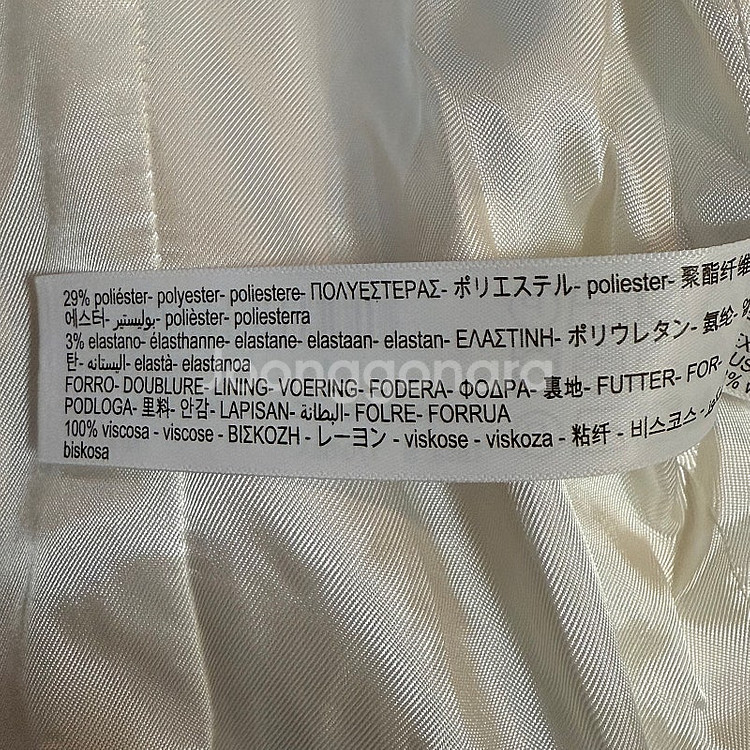 29% poliéster- polyester- poliestere- ΠΟΛΥΕΣΤΕΡΑΣ- ポリエステル- poliester- 聚酯纤维
에스터- بوليستير- polièster- poliesterra
3% elastano- élasthanne- elastane- elastaan- elastan- ΕΛΑΣΤΙΝΗ- ポリウレタン- 氨纶-
탄- اليستانه- elastà- elastanoa
FORRO- DOUBLURE- LINING- VOERING- FODERA- ΦΟΔΡΑ- 裏地- FUTTER- FOR-
PODLOGA- 里料- 안감- LAPISAN- البطانة- FOLRE- FORRUA
100% viscosa - viscose - ΒΙΣΚΟΖΗ - レーヨン - viskose - viskoza - 粘纤 - 비스코스 -
biskosa